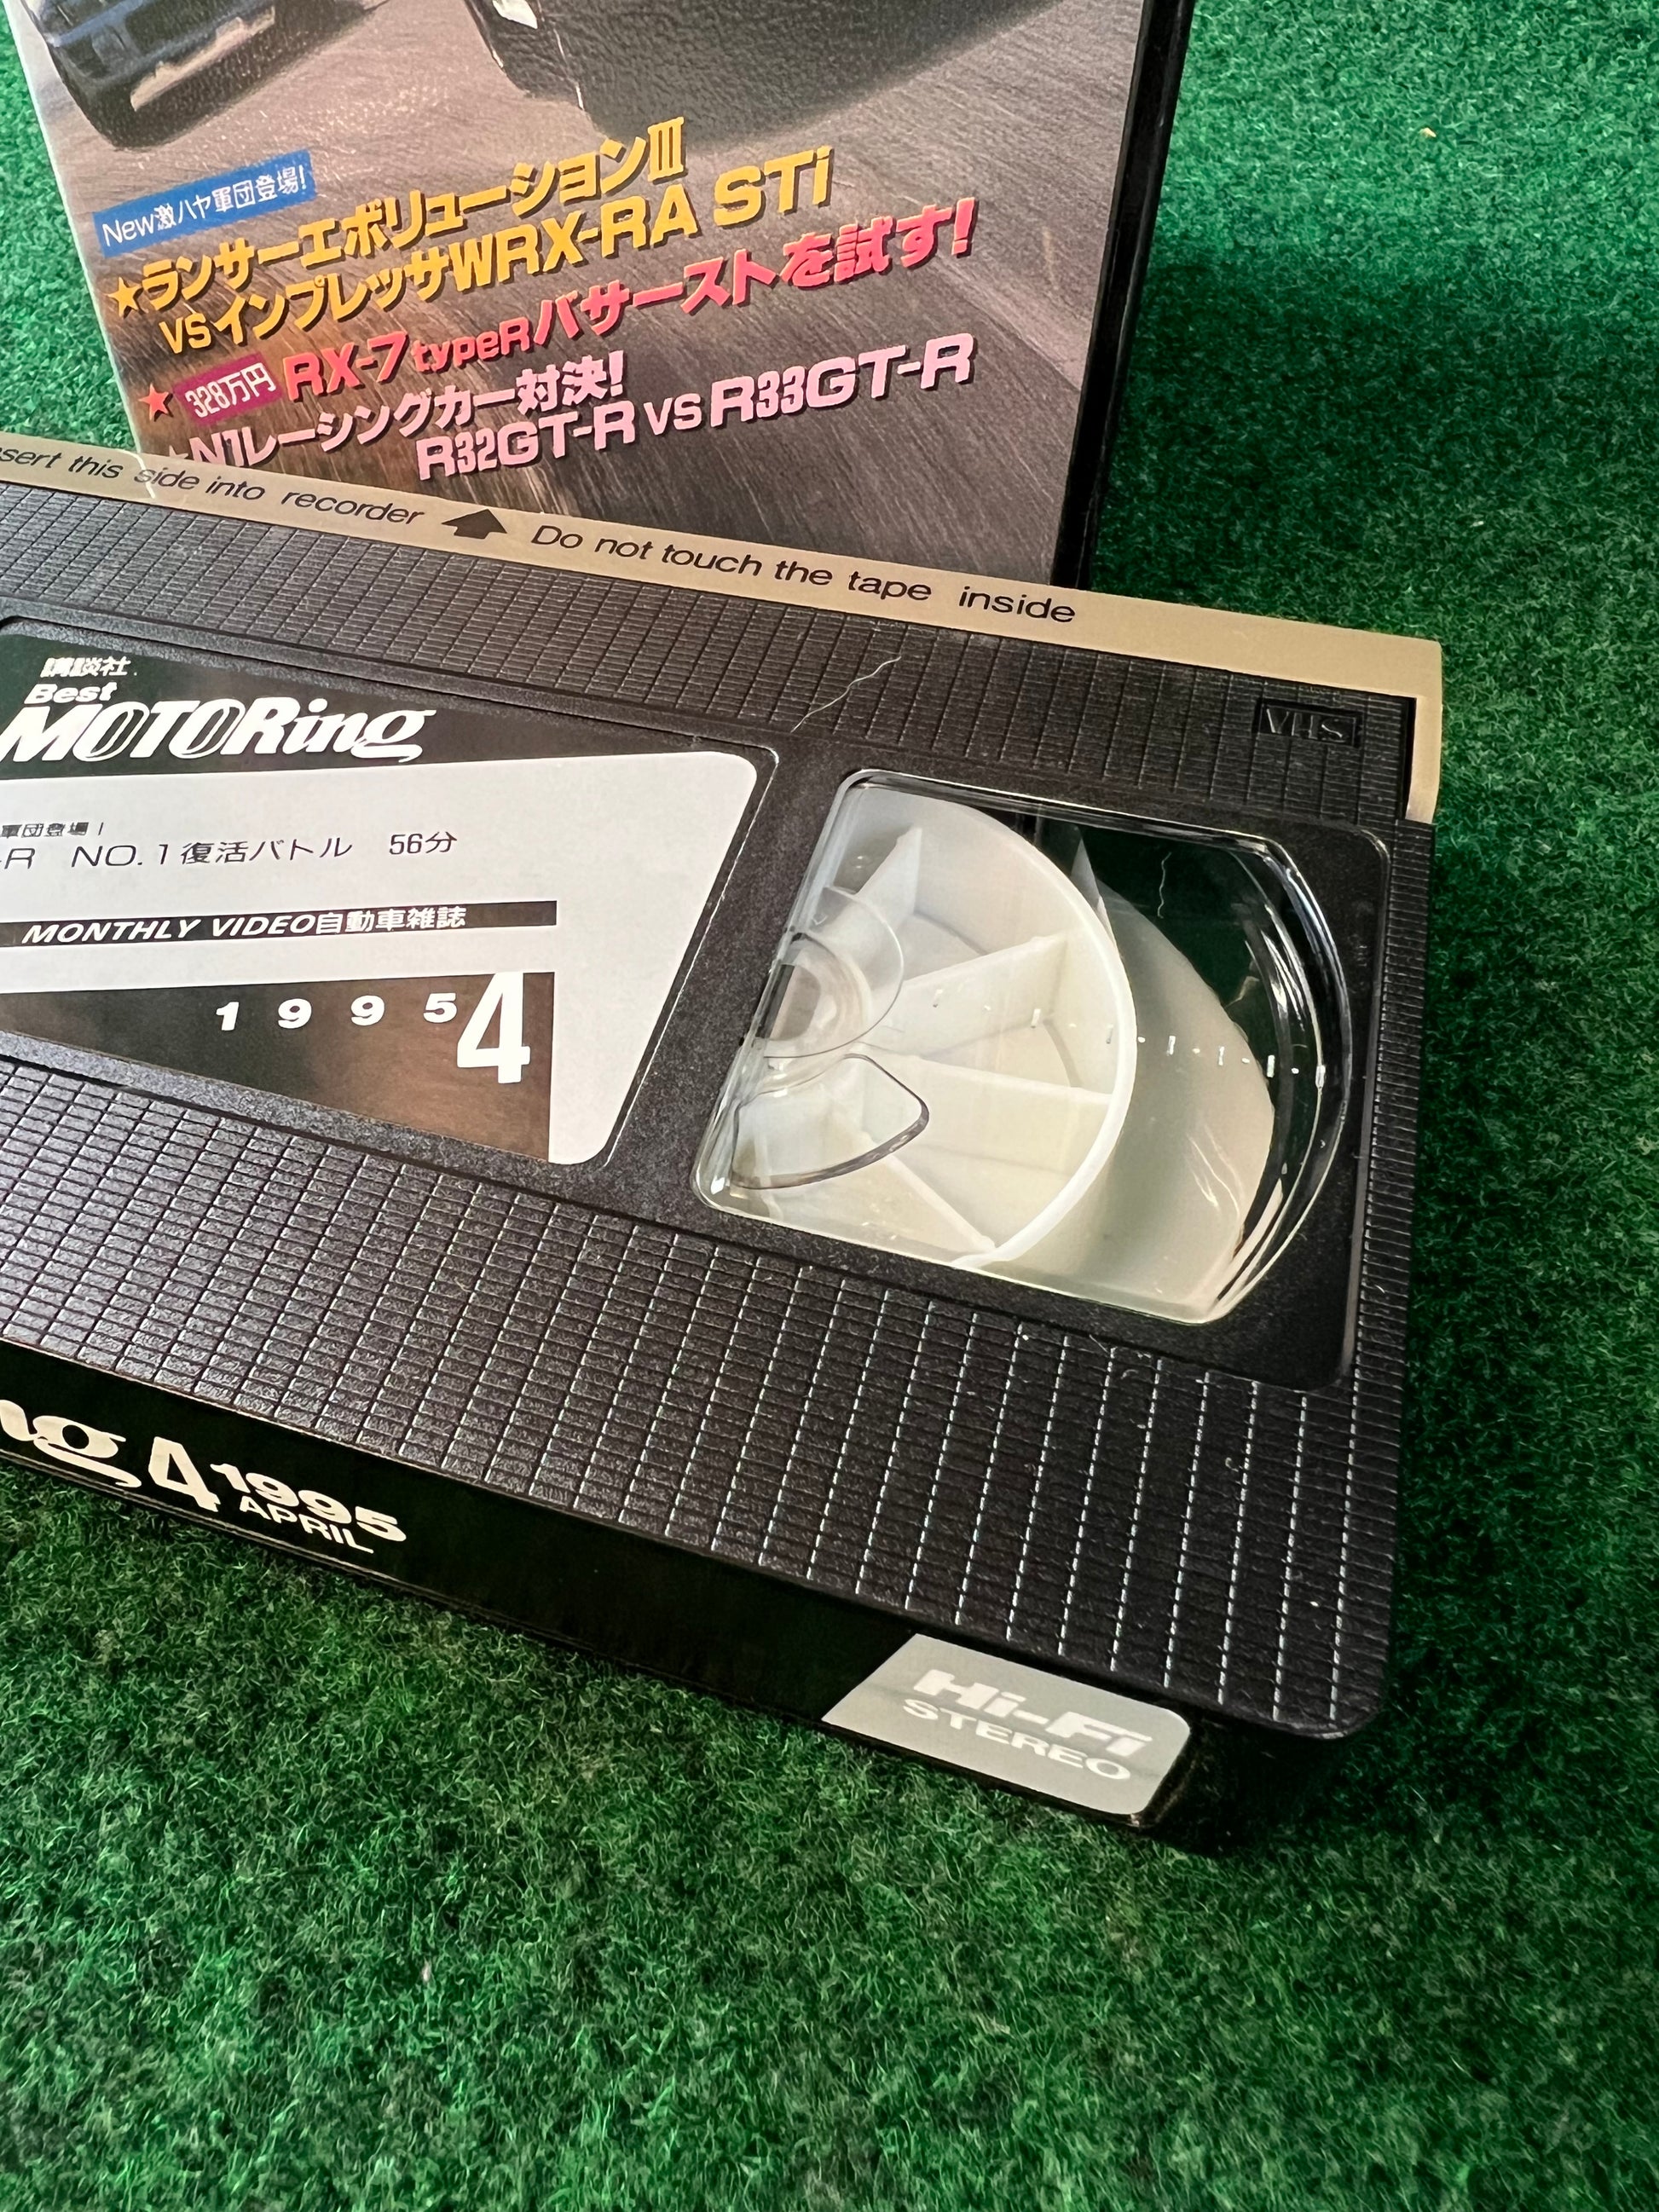 New激ハヤ軍団登場!
★ランサーエボリューションIII
VSインプレッサWRX-RA STi
★328万円 RX-7 typeRバサーストを試す!
★N1レーシングカー対決!
R32GT-R VS R33GT-R
this side into recorder Do not touch the tape inside
VHS
講談社
Best
MOTORing
軍団登場!
-R NO.1復活バトル 56分
MONTHLY VIDEO自動車雑誌
1995 4
ng 4 1995
APRIL
Hi-Fi
STEREO